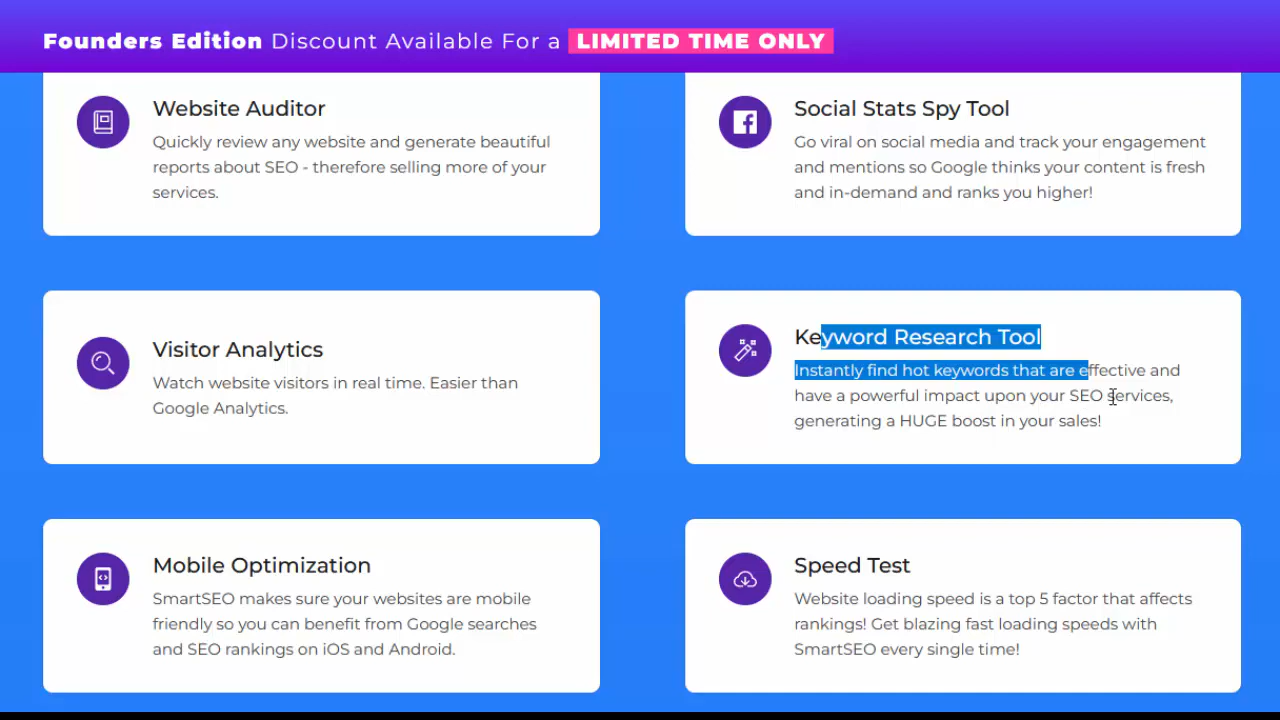 Founders Edition Discount Available For a LIMITED TIME ONLY
Website Auditor
Quickly review any website and generate beautiful
reports about SEO - therefore selling more of your
services.
Social Stats Spy Tool
Go viral on social media and track your engagement
and mentions so Google thinks your content is fresh
and in-demand and ranks you higher!
Visitor Analytics
Watch website visitors in real time. Easier than
Google Analytics.
Keyword Research Tool
Instantly find hot keywords that are effective and
have a powerful impact upon your SEO services,
generating a HUGE boost in your sales!
Mobile Optimization
SmartSEO makes sure your websites are mobile
friendly so you can benefit from Google searches
and SEO rankings on iOS and Android.
Speed Test
Website loading speed is a top 5 factor that affects
rankings! Get blazing fast loading speeds with
SmartSEO every single time!